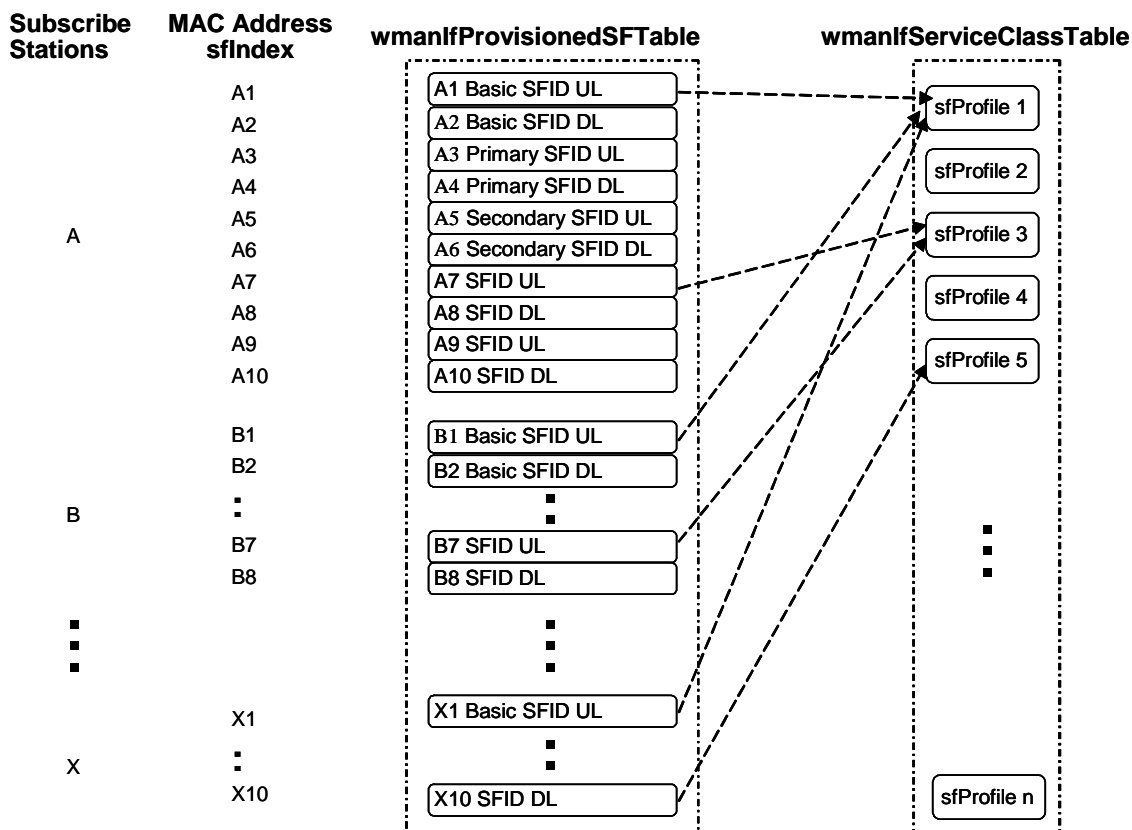 Subscribe
Stations
MAC Address
sfIndex
wmanIfProvisionedSFTable
wmanIfServiceClassTable
A
A1
A2
A3
A4
A5
A6
A7
A8
A9
A10
A1 Basic SFID UL
A2 Basic SFID DL
A3 Primary SFID UL
A4 Primary SFID DL
A5 Secondary SFID UL
A6 Secondary SFID DL
A7 SFID UL
A8 SFID DL
A9 SFID UL
A10 SFID DL
B
B1
B2
B7
B8
B1 Basic SFID UL
B2 Basic SFID DL
B7 SFID UL
B8 SFID DL
X
X1
X10
X1 Basic SFID UL
X10 SFID DL
sfProfile 1
sfProfile 2
sfProfile 3
sfProfile 4
sfProfile 5
sfProfile n